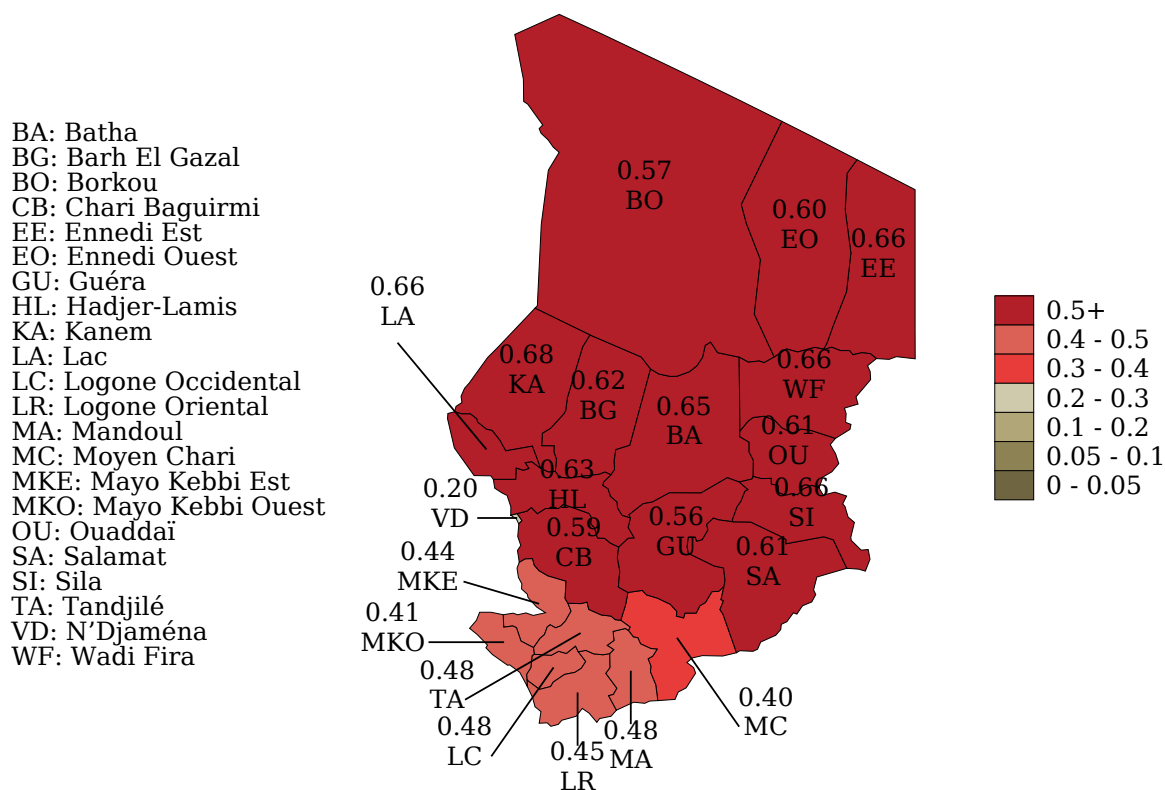 BA: Batha
BG: Barh El Gazal
BO: Borkou
CB: Chari Baguirmi
EE: Ennedi Est
EO: Ennedi Ouest
GU: Guéra
HL: Hadjer-Lamis
KA: Kanem
LA: Lac
LC: Logone Occidental
LR: Logone Oriental
MA: Mandoul
MC: Moyen Chari
MKE: Mayo Kebbi Est
MKO: Mayo Kebbi Ouest
OU: Ouaddaï
SA: Salamat
SI: Sila
TA: Tandjilé
VD: N'Djaména
WF: Wadi Fira
0.57
BO
0.60
EO
0.66
EE
0.66
LA
0.68
KA
0.62
BG
0.65
BA
0.66
WF
0.61
OU
0.63
HL
0.66
SI
0.20
VD
0.59
CB
0.56
GU
0.61
SA
0.44
MKE
0.41
MKO
0.48
TA
0.48
LC
0.45
LR
0.48
MA
0.40
MC
0.5+
0.4 - 0.5
0.3 - 0.4
0.2 - 0.3
0.1 - 0.2
0.05 - 0.1
0 - 0.05